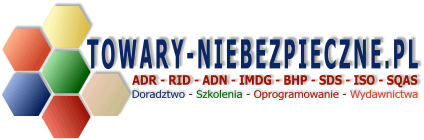 TOWARY-NIEBEZPIECZNE.PL
ADR - RID - ADN - IMDG - BHP - SDS - ISO - SQAS
Doradztwo - Szkolenia - Oprogramowanie - Wydawnictwa